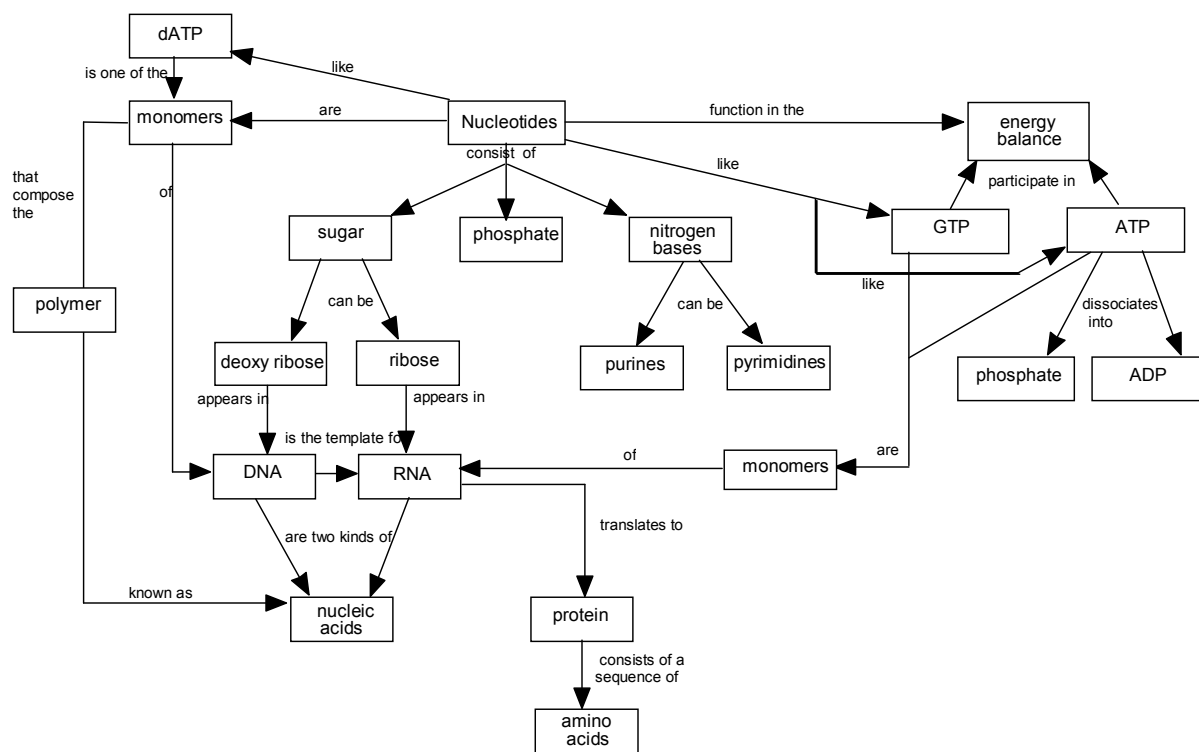 dATP
is one of the
like
monomers
are
Nucleotides
function in the
energy
balance
consist of
that
compose
the
of
like
participate in
sugar
phosphate
nitrogen
bases
GTP
ATP
like
polymer
can be
can be
dissociates
into
deoxy ribose
ribose
purines
pyrimidines
phosphate
ADP
appears in
appears in
is the template fo
DNA
RNA
of
monomers
are
are two kinds of
translates to
known as
nucleic
acids
protein
consists of a
sequence of
amino
acids